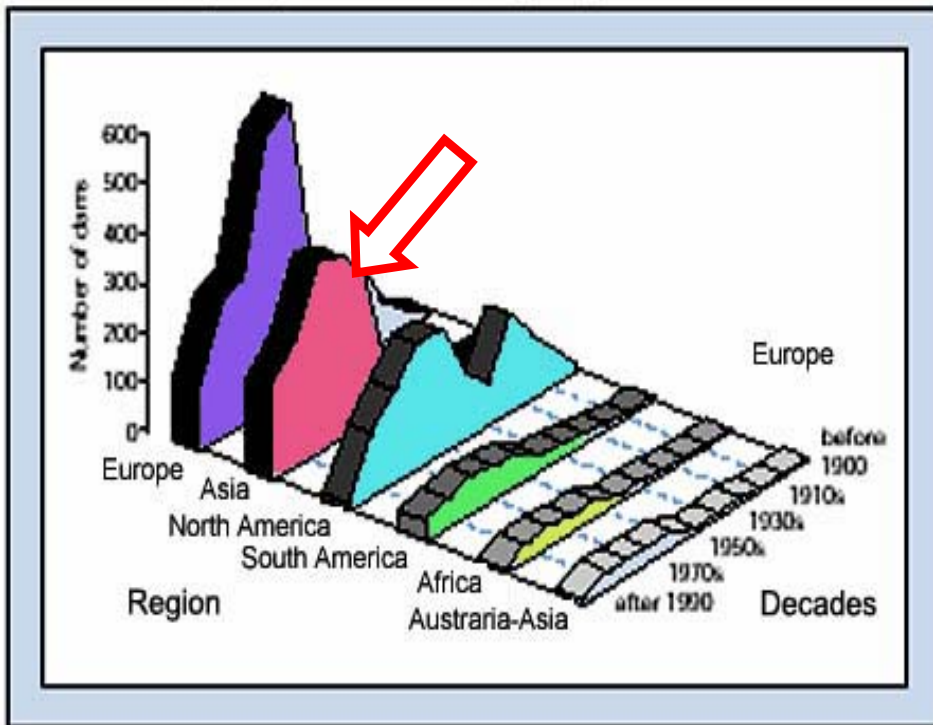 Number of dams
600
500
400
300
200
100
0
Europe
Asia
North America
South America
Africa
Austraria-Asia
Region
Europe
before
1900
1910s
1930s
1950s
1970s
after 1990
Decades